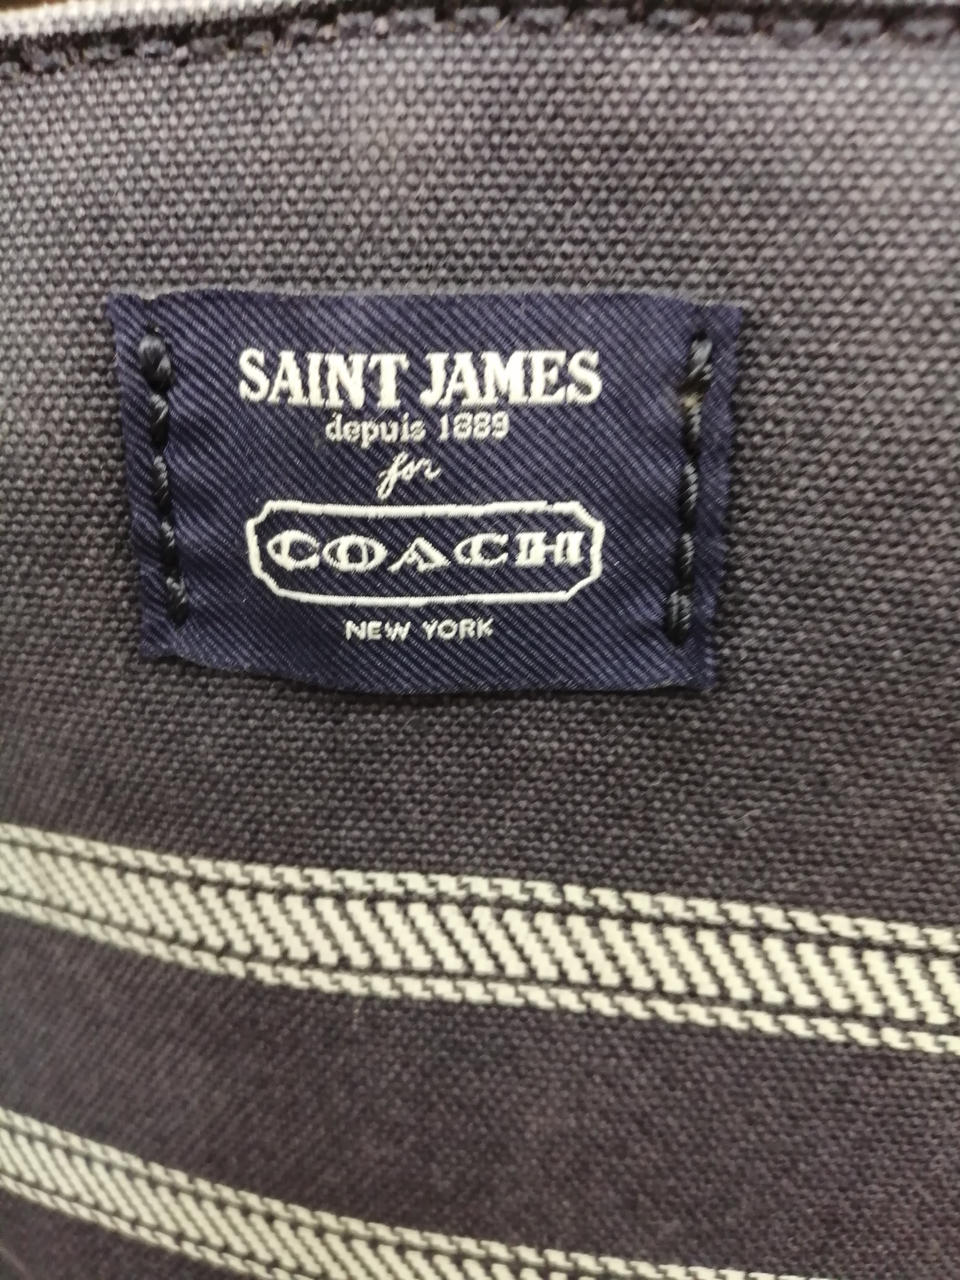 SAINT JAMES
depuis 1889
for
COACH
NEW YORK